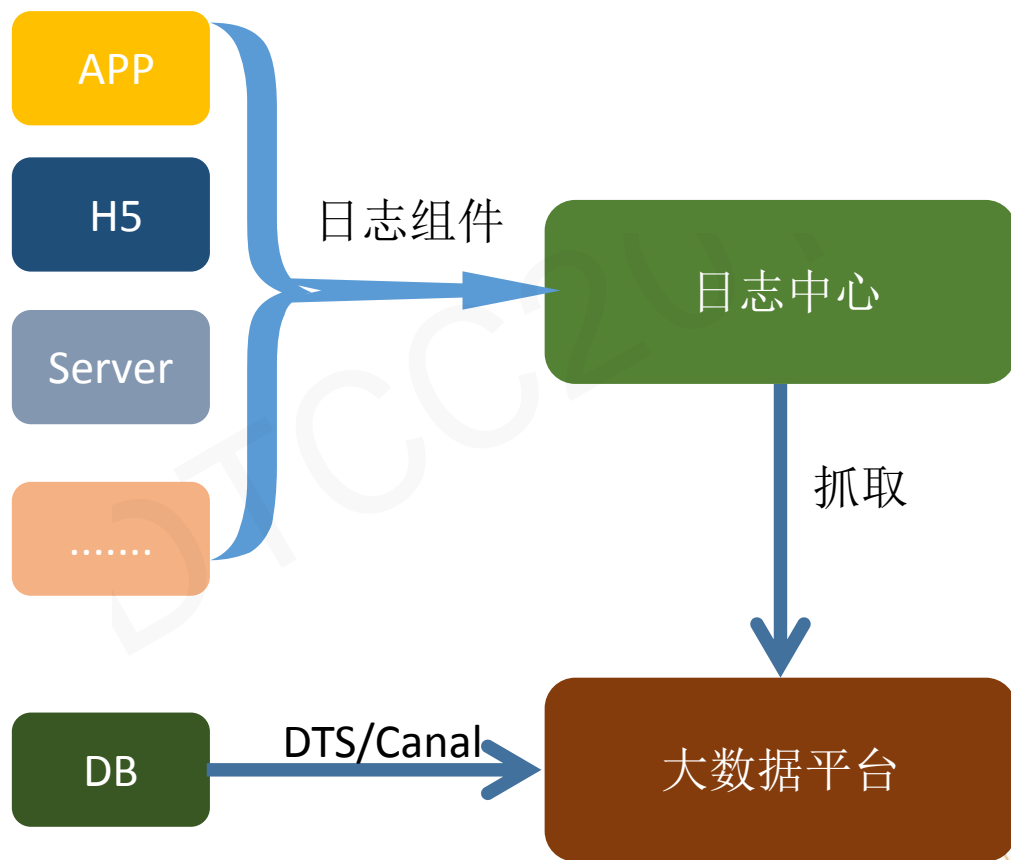 APP
H5
日志组件
日志中心
Server
抓取
.......
DTS/Canal
DB
大数据平台